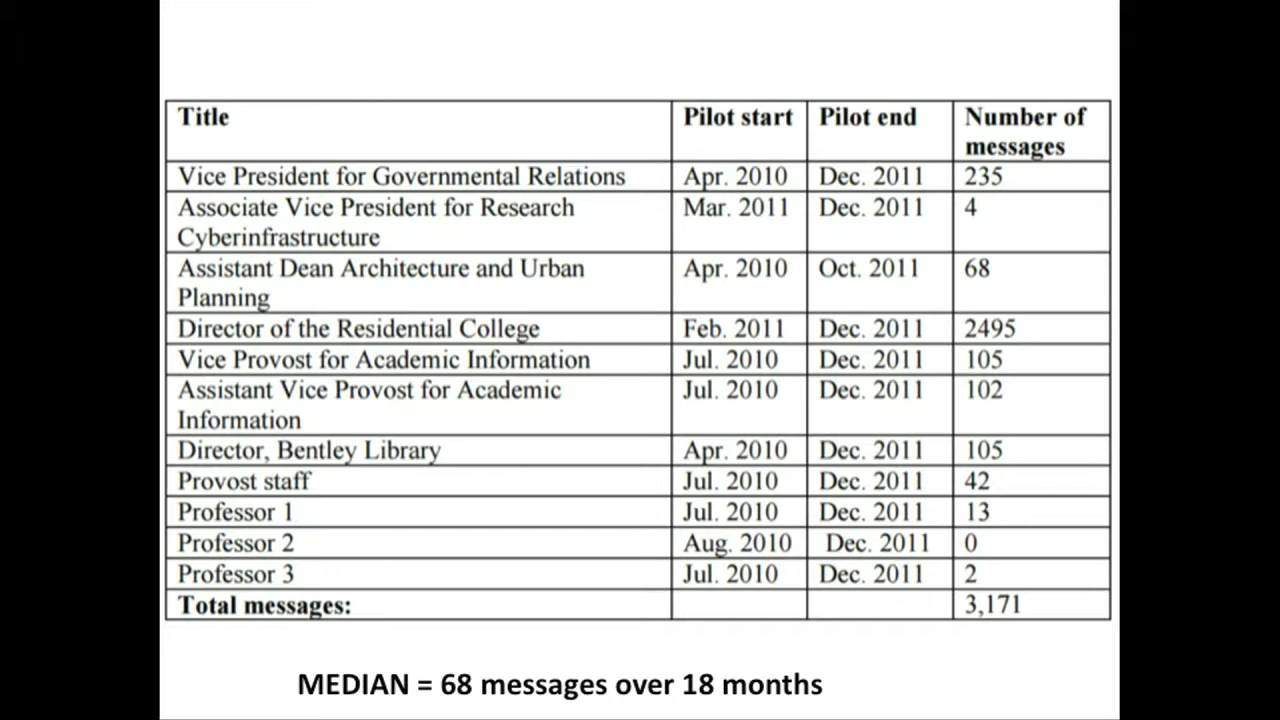 Title Pilot start Pilot end Number of
messages
Vice President for Governmental Relations Apr. 2010 Dec. 2011 235
Associate Vice President for Research Mar. 2011 Dec. 2011 4
Cyberinfrastructure
Assistant Dean Architecture and Urban Apr. 2010 Oct. 2011 68
Planning
Director of the Residential College Feb. 2011 Dec. 2011 2495
Vice Provost for Academic Information Jul. 2010 Dec. 2011 105
Assistant Vice Provost for Academic Jul. 2010 Dec. 2011 102
Information
Director, Bentley Library Apr. 2010 Dec. 2011 105
Provost staff Jul. 2010 Dec. 2011 42
Professor 1 Jul. 2010 Dec. 2011 13
Professor 2 Aug. 2010 Dec. 2011 0
Professor 3 Jul. 2010 Dec. 2011 2
Total messages: 3,171
MEDIAN = 68 messages over 18 months